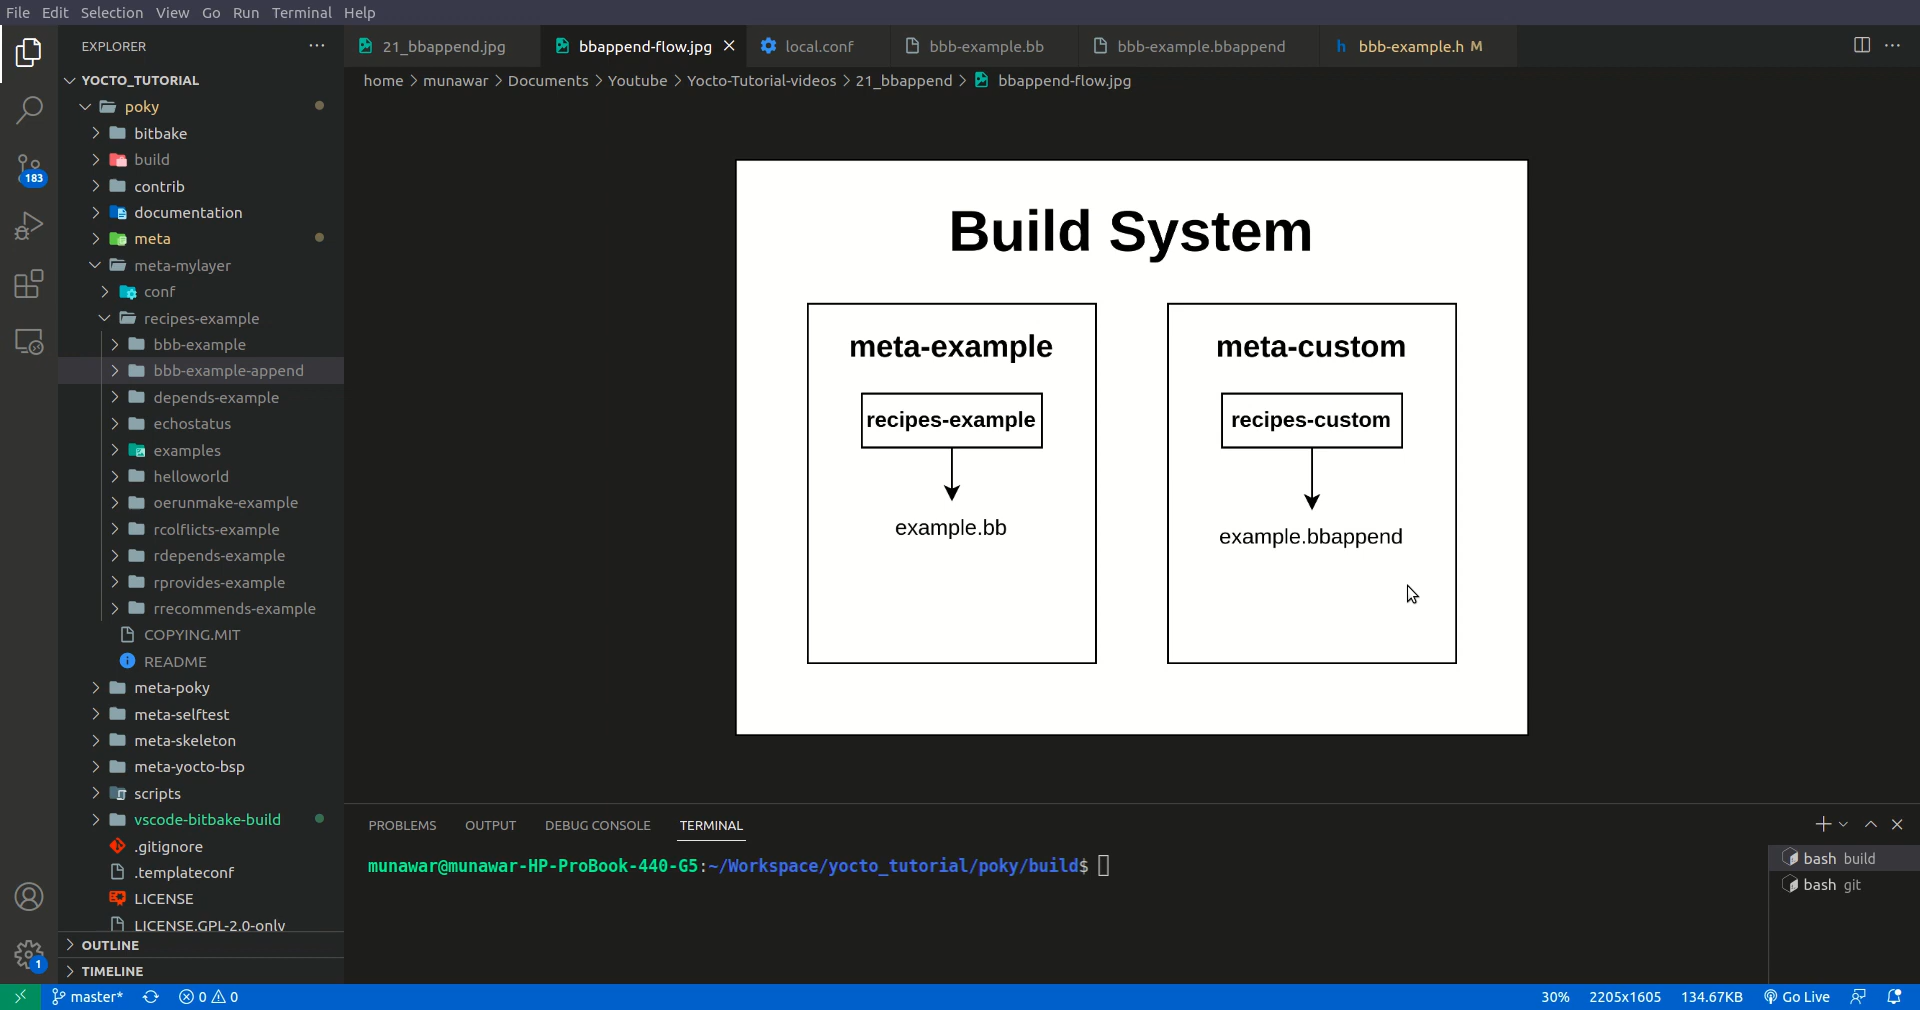 File Edit Selection View Go Run Terminal Help
EXPLORER
21_bbappend.jpg
bbappend-flow.jpg
local.conf
bbb-example.bb
bbb-example.bbappend
h bbb-example.h M
home > munawar > Documents > Youtube > Yocto-Tutorial-videos > 21_bbappend > bbappend-flow.jpg
YOCTO_TUTORIAL
poky
bitbake
build
contrib
documentation
meta
meta-mylayer
conf
recipes-example
bbb-example
bbb-example-append
depends-example
echostatus
examples
helloworld
oerunmake-example
rcolflicts-example
rdepends-example
rprovides-example
rrecommends-example
COPYING.MIT
README
meta-poky
meta-selftest
meta-skeleton
meta-yocto-bsp
scripts
vscode-bitbake-build
.gitignore
.templateconf
LICENSE
LICENSE.GPL-2.0-only
OUTLINE
TIMELINE
183
1
Build System
meta-example
recipes-example
example.bb
meta-custom
recipes-custom
example.bbappend
PROBLEMS OUTPUT DEBUG CONSOLE TERMINAL
munawar@munawar-HP-ProBook-440-G5:~/Workspace/yocto_tutorial/poky/build$
bash build
bash git
master* 0 0
30% 2205x1605 134.67KB Go Live